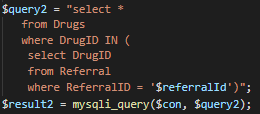 $query2 = "select *
from Drugs
where DrugID IN (
select DrugID
from Referral
where ReferralID = '$referralId')";
$result2 = mysqli_query($con, $query2);